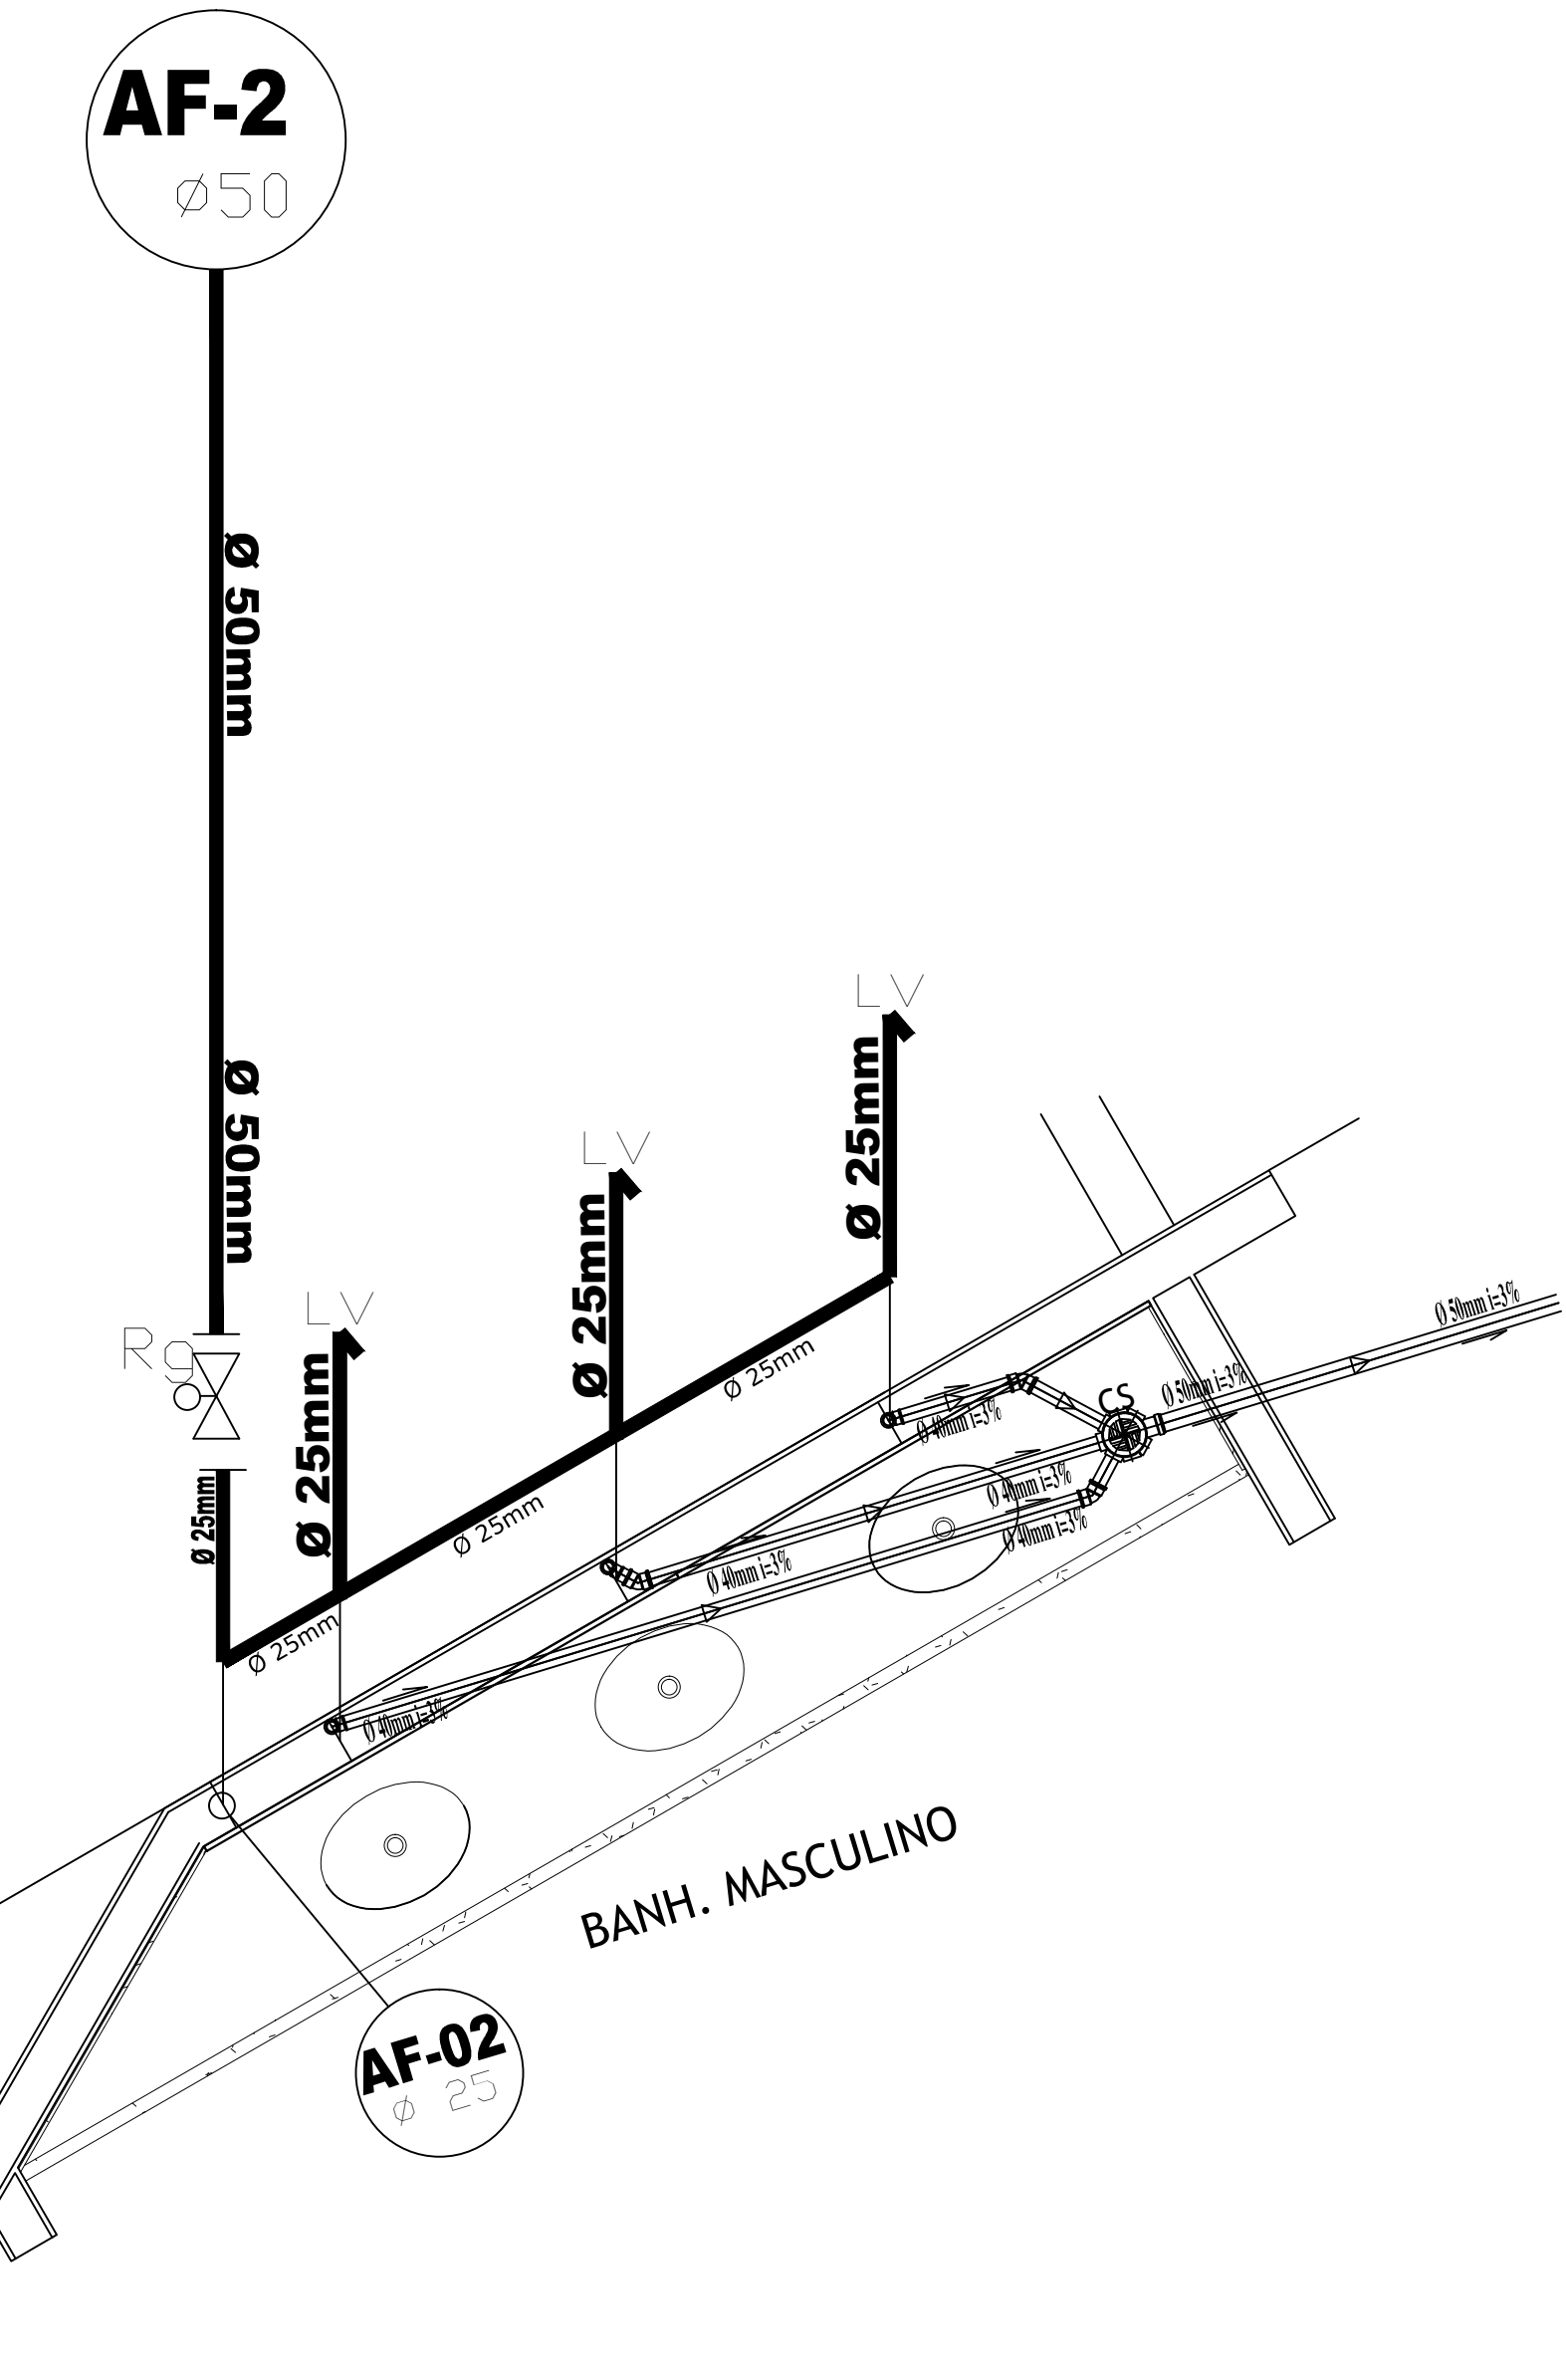 AF-2
Ø50
Ø 50mm
Ø 50mm
Rg
Ø 25mm
LV
Ø 25mm
LV
Ø 25mm
LV
Ø 25mm
Ø 25mm
Ø 25mm
Ø 25mm
Ø 50mm i=3%
Ø 50mm i=3%
CS
Ø 40mm i=3%
Ø 40mm i=3%
Ø 40mm i=3%
Ø 40mm i=3%
Ø 40mm i=3%
BANH. MASCULINO
AF-02
Ø 25